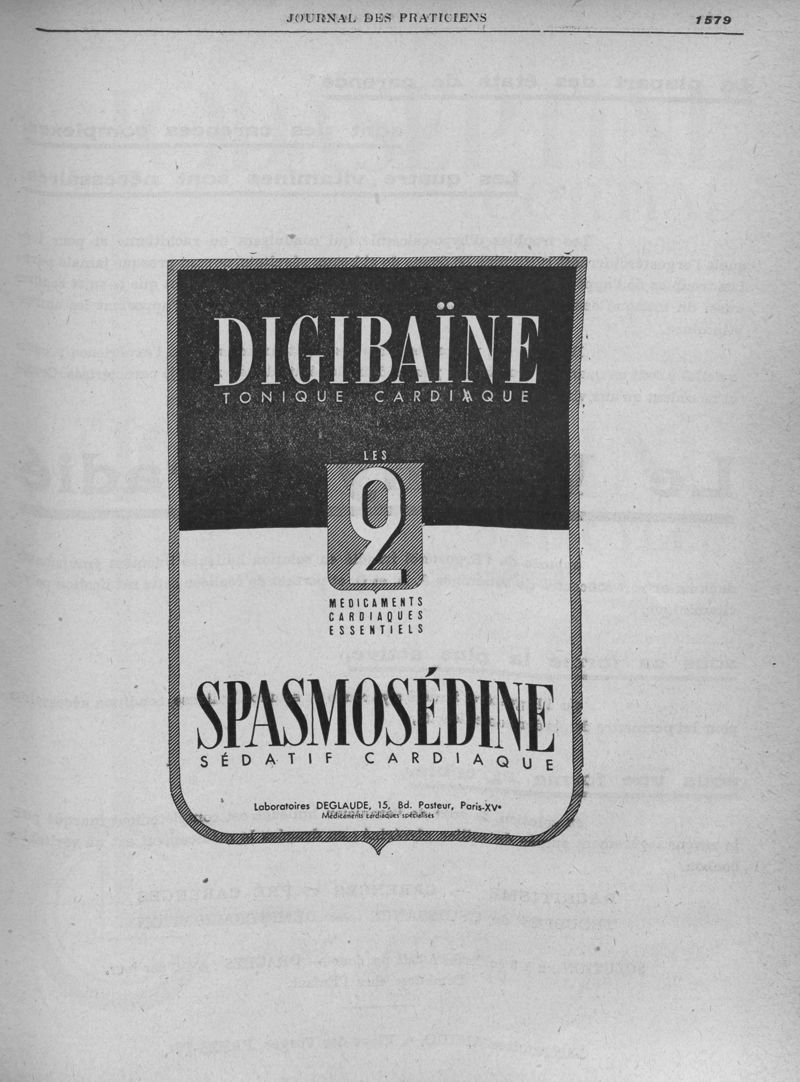 JOURNAL DES PRATICIENS
1579
DIGIBAÏNE
TONIQUE CARDIAQUE
LES
2
MEDICAMENTS
CARDIAQUES
ESSENTIELS
SPASMOSÉDINE
SÉDATIF CARDIAQUE
Laboratoires DEGLAUDE, 15, Bd. Pasteur, Paris-XVe
Médicaments cardiaques spécialisés